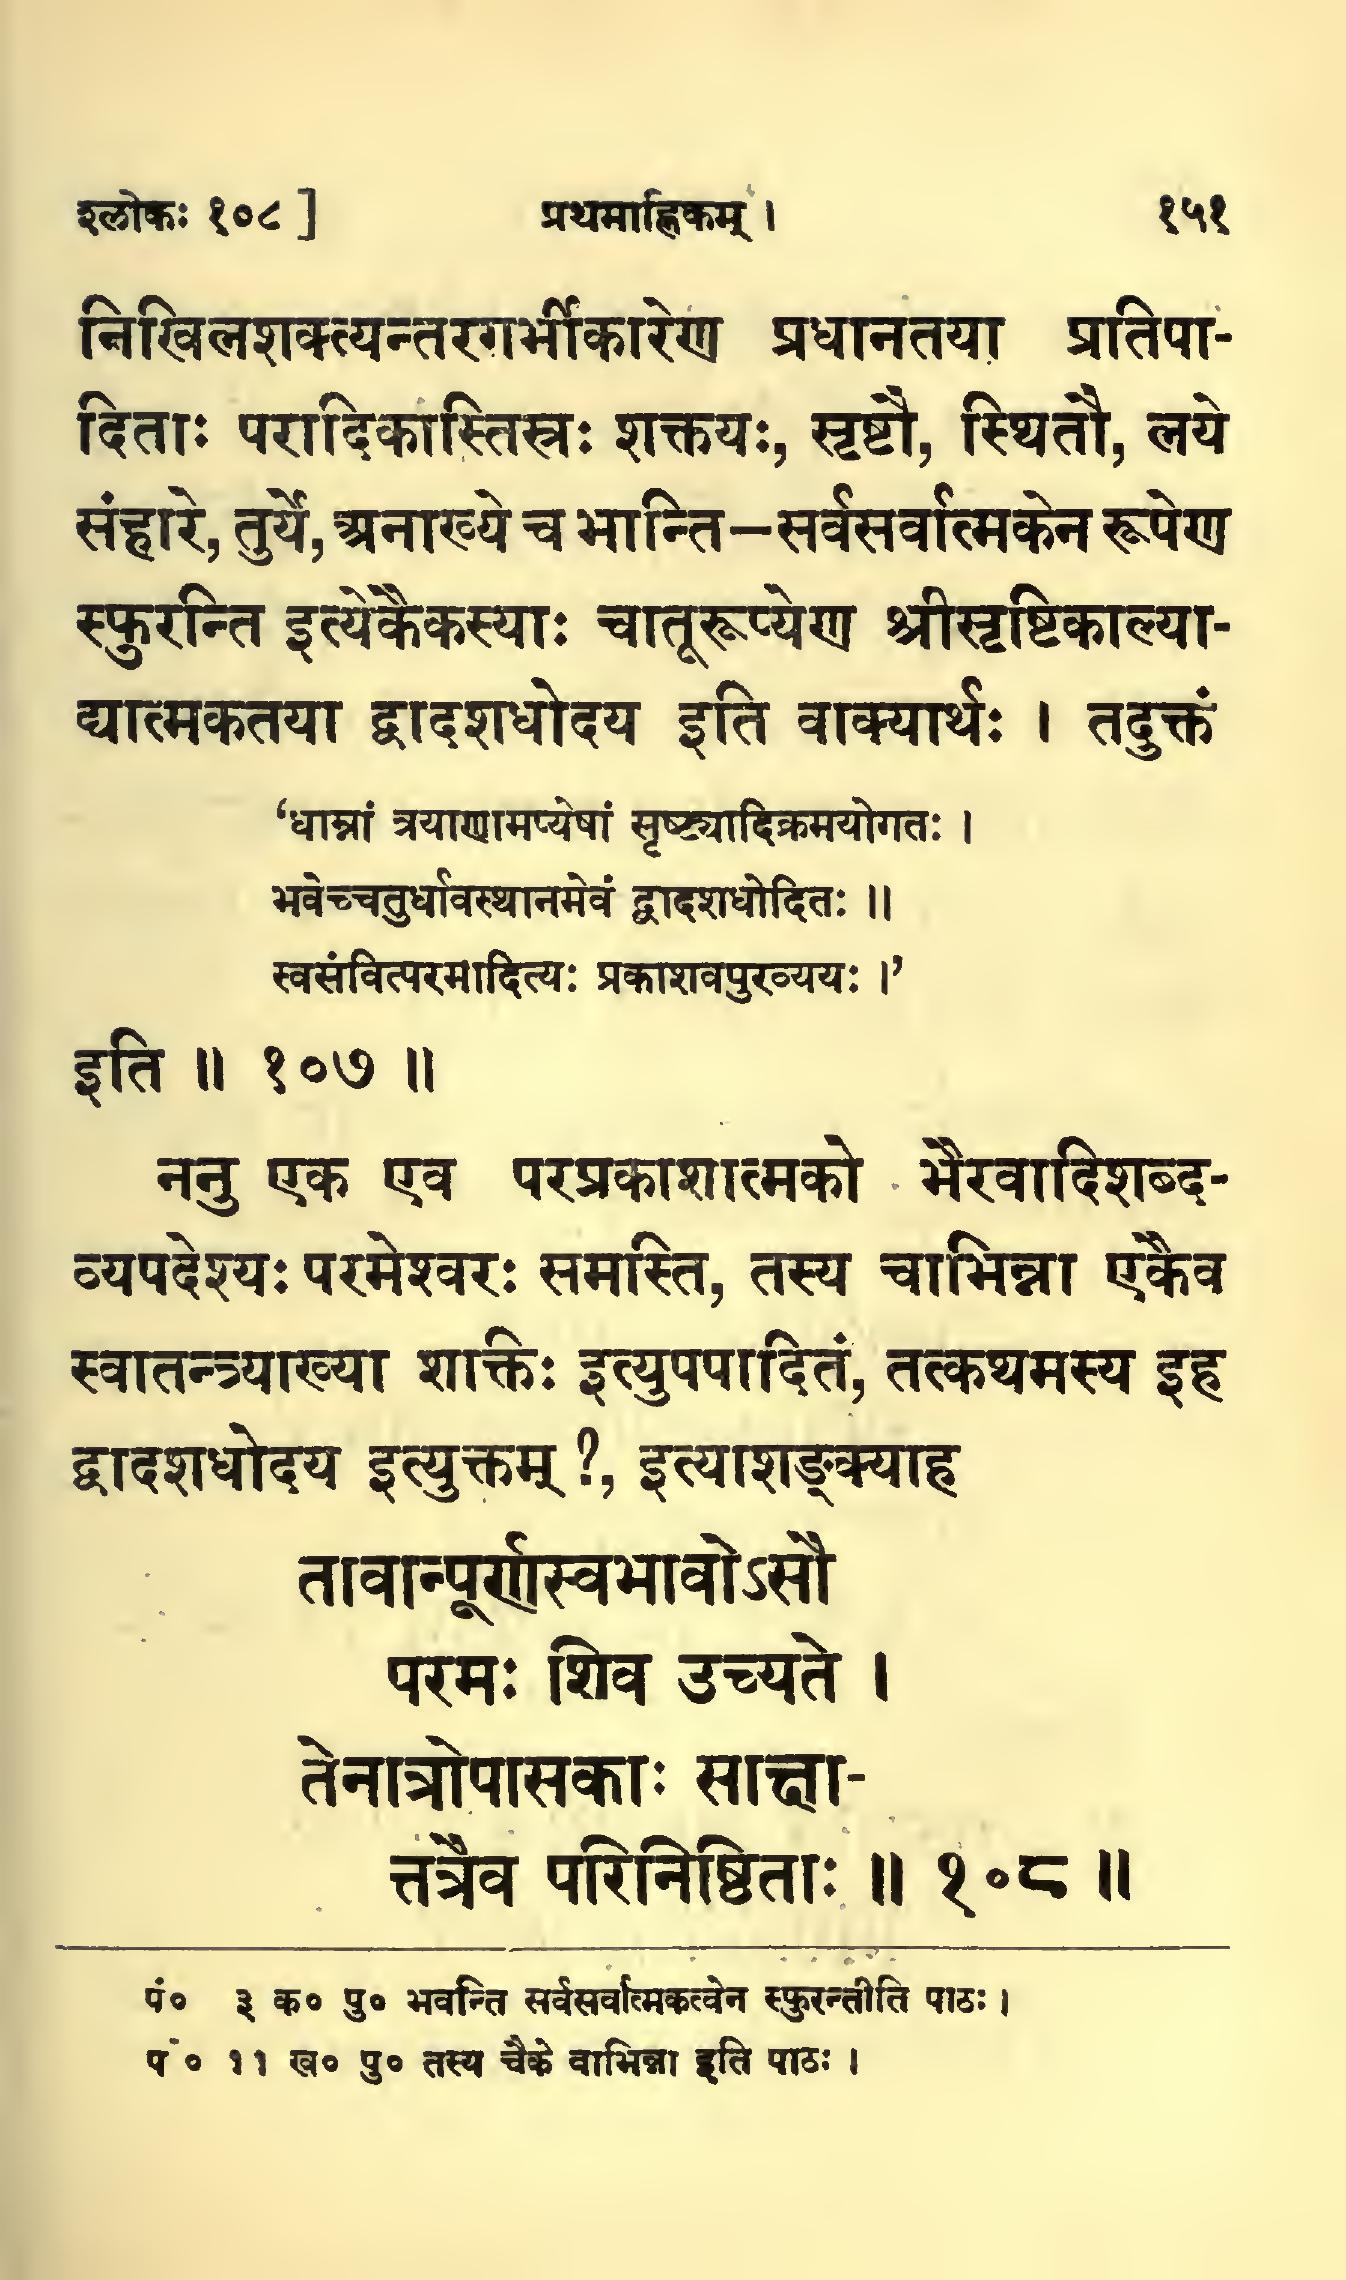 श्लोकः १०८] प्रथमाह्निकम् । १५१
निखिलशक्त्यन्तरगर्भीकारेण प्रधानतया प्रतिपा-
दिताः परादिकास्तिस्रः शक्तयः, सृष्टौ, स्थितौ, लये
संहारे, तुर्ये, अनाख्ये च भान्ति—सर्वसर्वात्मकेन रूपेण
स्फुरन्ति इत्येकैकस्याः चातूरूप्येण श्रीसृष्टिकाल्या-
द्यात्मकतया द्वादशधोदय इति वाक्यार्थः । तदुक्तं
‘धाम्नां त्रयाणामप्येषां सृष्ट्यादिक्रमयोगतः ।
भवेच्चतुर्धावस्थानमेवं द्वादशधोदितः ॥
स्वसंवित्परमादित्यः प्रकाशवपुरव्ययः ।’
इति ॥ १०७ ॥
ननु एक एव परप्रकाशात्मको भैरवादिशब्द-
व्यपदेश्यः परमेश्वरः समस्ति, तस्य चाभिन्ना एकैव
स्वातन्त्र्याख्या शक्तिः इत्युपपादितं, तत्कथमस्य इह
द्वादशधोदय इत्युक्तम् ?, इत्याशङ्क्याह
तावान्पूर्णस्वभावोऽसौ
परमः शिव उच्यते ।
तेनात्रोपासकाः साक्षा-
त्तत्रैव परिनिष्ठिताः ॥ १०८ ॥
पं० ३ क० पु० भवन्ति सर्वसर्वात्मकत्वेन स्फुरन्तीति पाठः ।
पं० ११ ख० पु० तस्य चैके वाभिन्ना इति पाठः ।